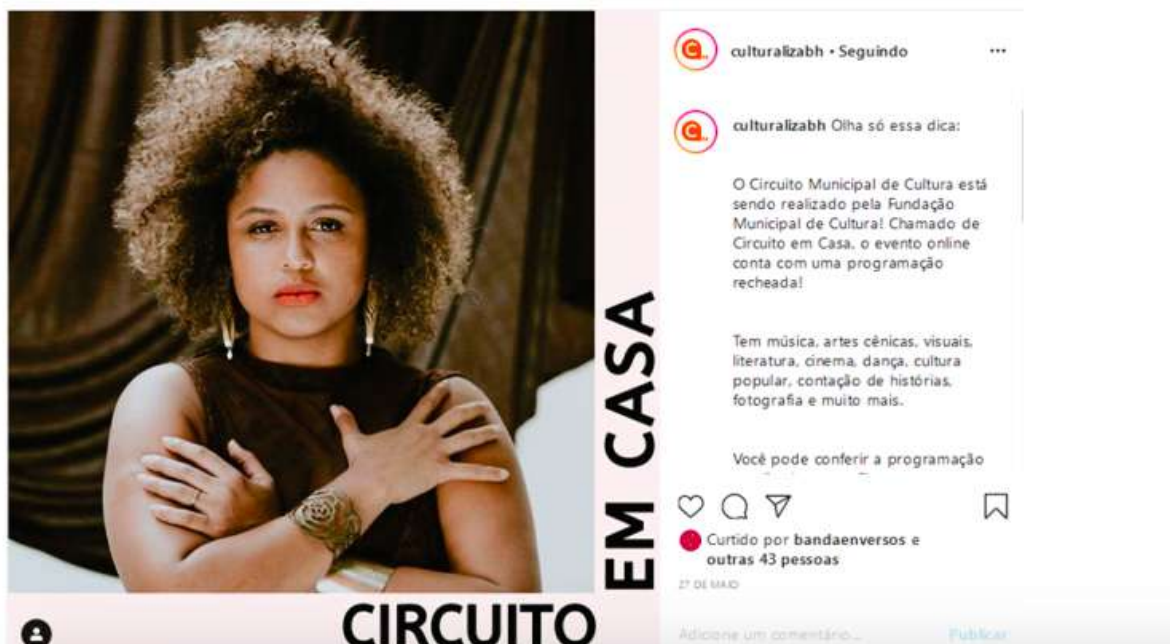 culturalizabh • Seguindo
culturalizabh Olha só essa dica:
O Circuito Municipal de Cultura está
sendo realizado pela Fundação
Municipal de Cultura! Chamado de
Circuito em Casa, o evento online
conta com uma programação
recheada!
Tem música, artes cênicas, visuais,
literatura, cinema, dança, cultura
popular, contação de histórias,
fotografia e muito mais.
Você pode conferir a programação
Curtido por bandaenversos e
outras 43 pessoas
27 DE MAIO
Adicione um comentário...
Publicar
CIRCUITO
EM CASA